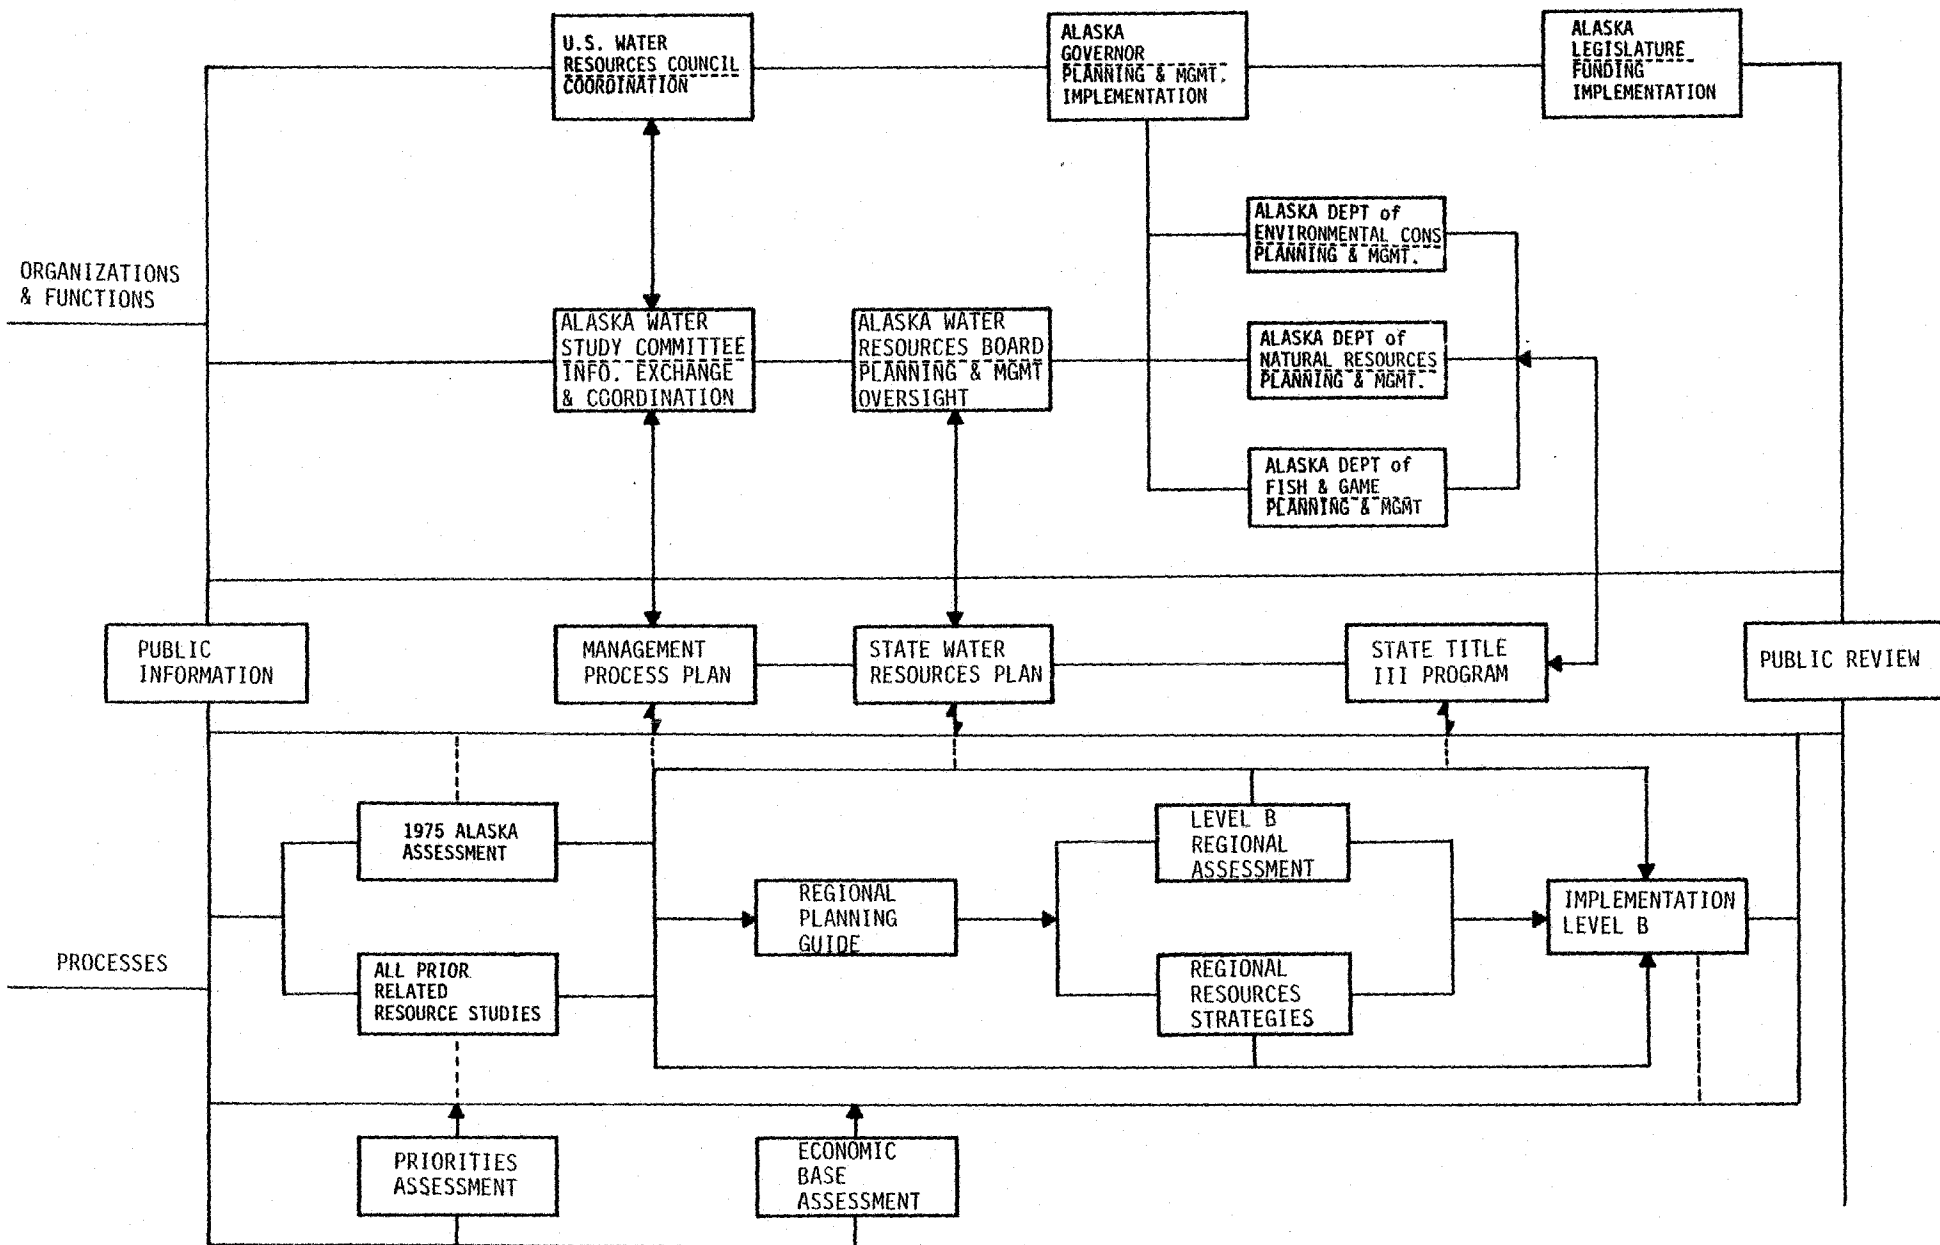 U.S. WATER
RESOURCES COUNCIL
COORDINATION
ALASKA
GOVERNOR
PLANNING & MGMT.
IMPLEMENTATION
ALASKA
LEGISLATURE
FUNDING
IMPLEMENTATION
ORGANIZATIONS
& FUNCTIONS
ALASKA DEPT of
ENVIRONMENTAL CONS
PLANNING & MGMT.
ALASKA WATER
STUDY COMMITTEE
INFO. EXCHANGE
& COORDINATION
ALASKA WATER
RESOURCES BOARD
PLANNING & MGMT
OVERSIGHT
ALASKA DEPT of
NATURAL RESOURCES
PLANNING & MGMT.
ALASKA DEPT of
FISH & GAME
PLANNING & MGMT
PUBLIC
INFORMATION
MANAGEMENT
PROCESS PLAN
STATE WATER
RESOURCES PLAN
STATE TITLE
III PROGRAM
PUBLIC REVIEW
PROCESSES
1975 ALASKA
ASSESSMENT
ALL PRIOR
RELATED
RESOURCE STUDIES
REGIONAL
PLANNING
GUIDE
LEVEL B
REGIONAL
ASSESSMENT
REGIONAL
RESOURCES
STRATEGIES
IMPLEMENTATION
LEVEL B
PRIORITIES
ASSESSMENT
ECONOMIC
BASE
ASSESSMENT